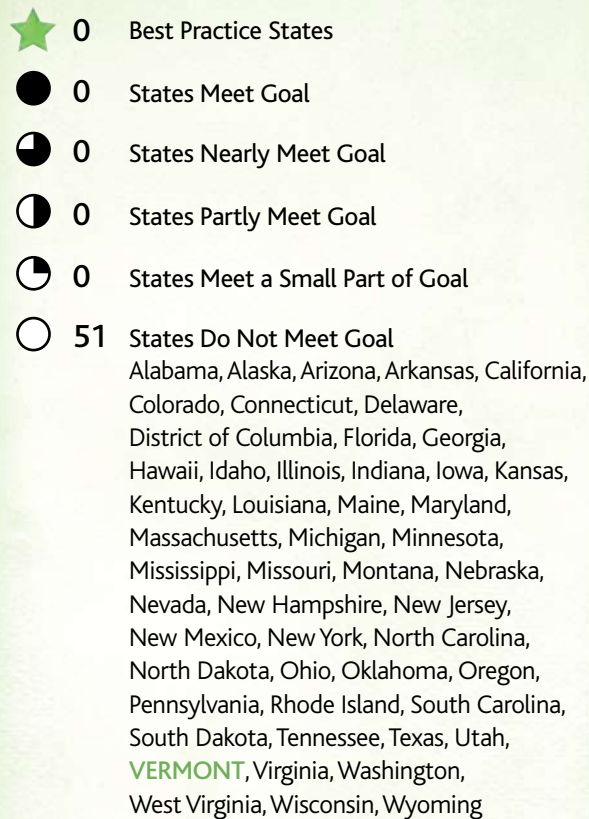 0 Best Practice States
0 States Meet Goal
0 States Nearly Meet Goal
0 States Partly Meet Goal
0 States Meet a Small Part of Goal
51 States Do Not Meet Goal
Alabama, Alaska, Arizona, Arkansas, California,
Colorado, Connecticut, Delaware,
District of Columbia, Florida, Georgia,
Hawaii, Idaho, Illinois, Indiana, Iowa, Kansas,
Kentucky, Louisiana, Maine, Maryland,
Massachusetts, Michigan, Minnesota,
Mississippi, Missouri, Montana, Nebraska,
Nevada, New Hampshire, New Jersey,
New Mexico, New York, North Carolina,
North Dakota, Ohio, Oklahoma, Oregon,
Pennsylvania, Rhode Island, South Carolina,
South Dakota, Tennessee, Texas, Utah,
VERMONT, Virginia, Washington,
West Virginia, Wisconsin, Wyoming